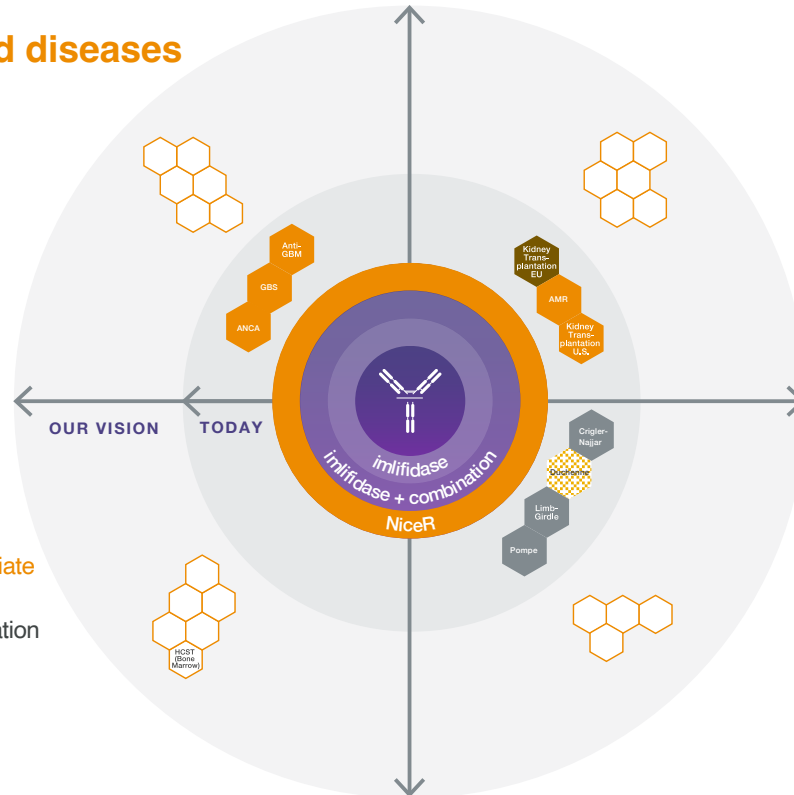 d diseases
Anti-
GBM
GBS
ANCA
Kidney
Trans-
plantation
EU
AMR
Kidney
Trans-
plantation
U.S.
OUR VISION
TODAY
imlifidase
imlifidase + combination
NiceR
Crigler-
Najjar
Duchenne
Limb-
Girdle
Pompe
iate
ation
HCST
(Bone
Marrow)